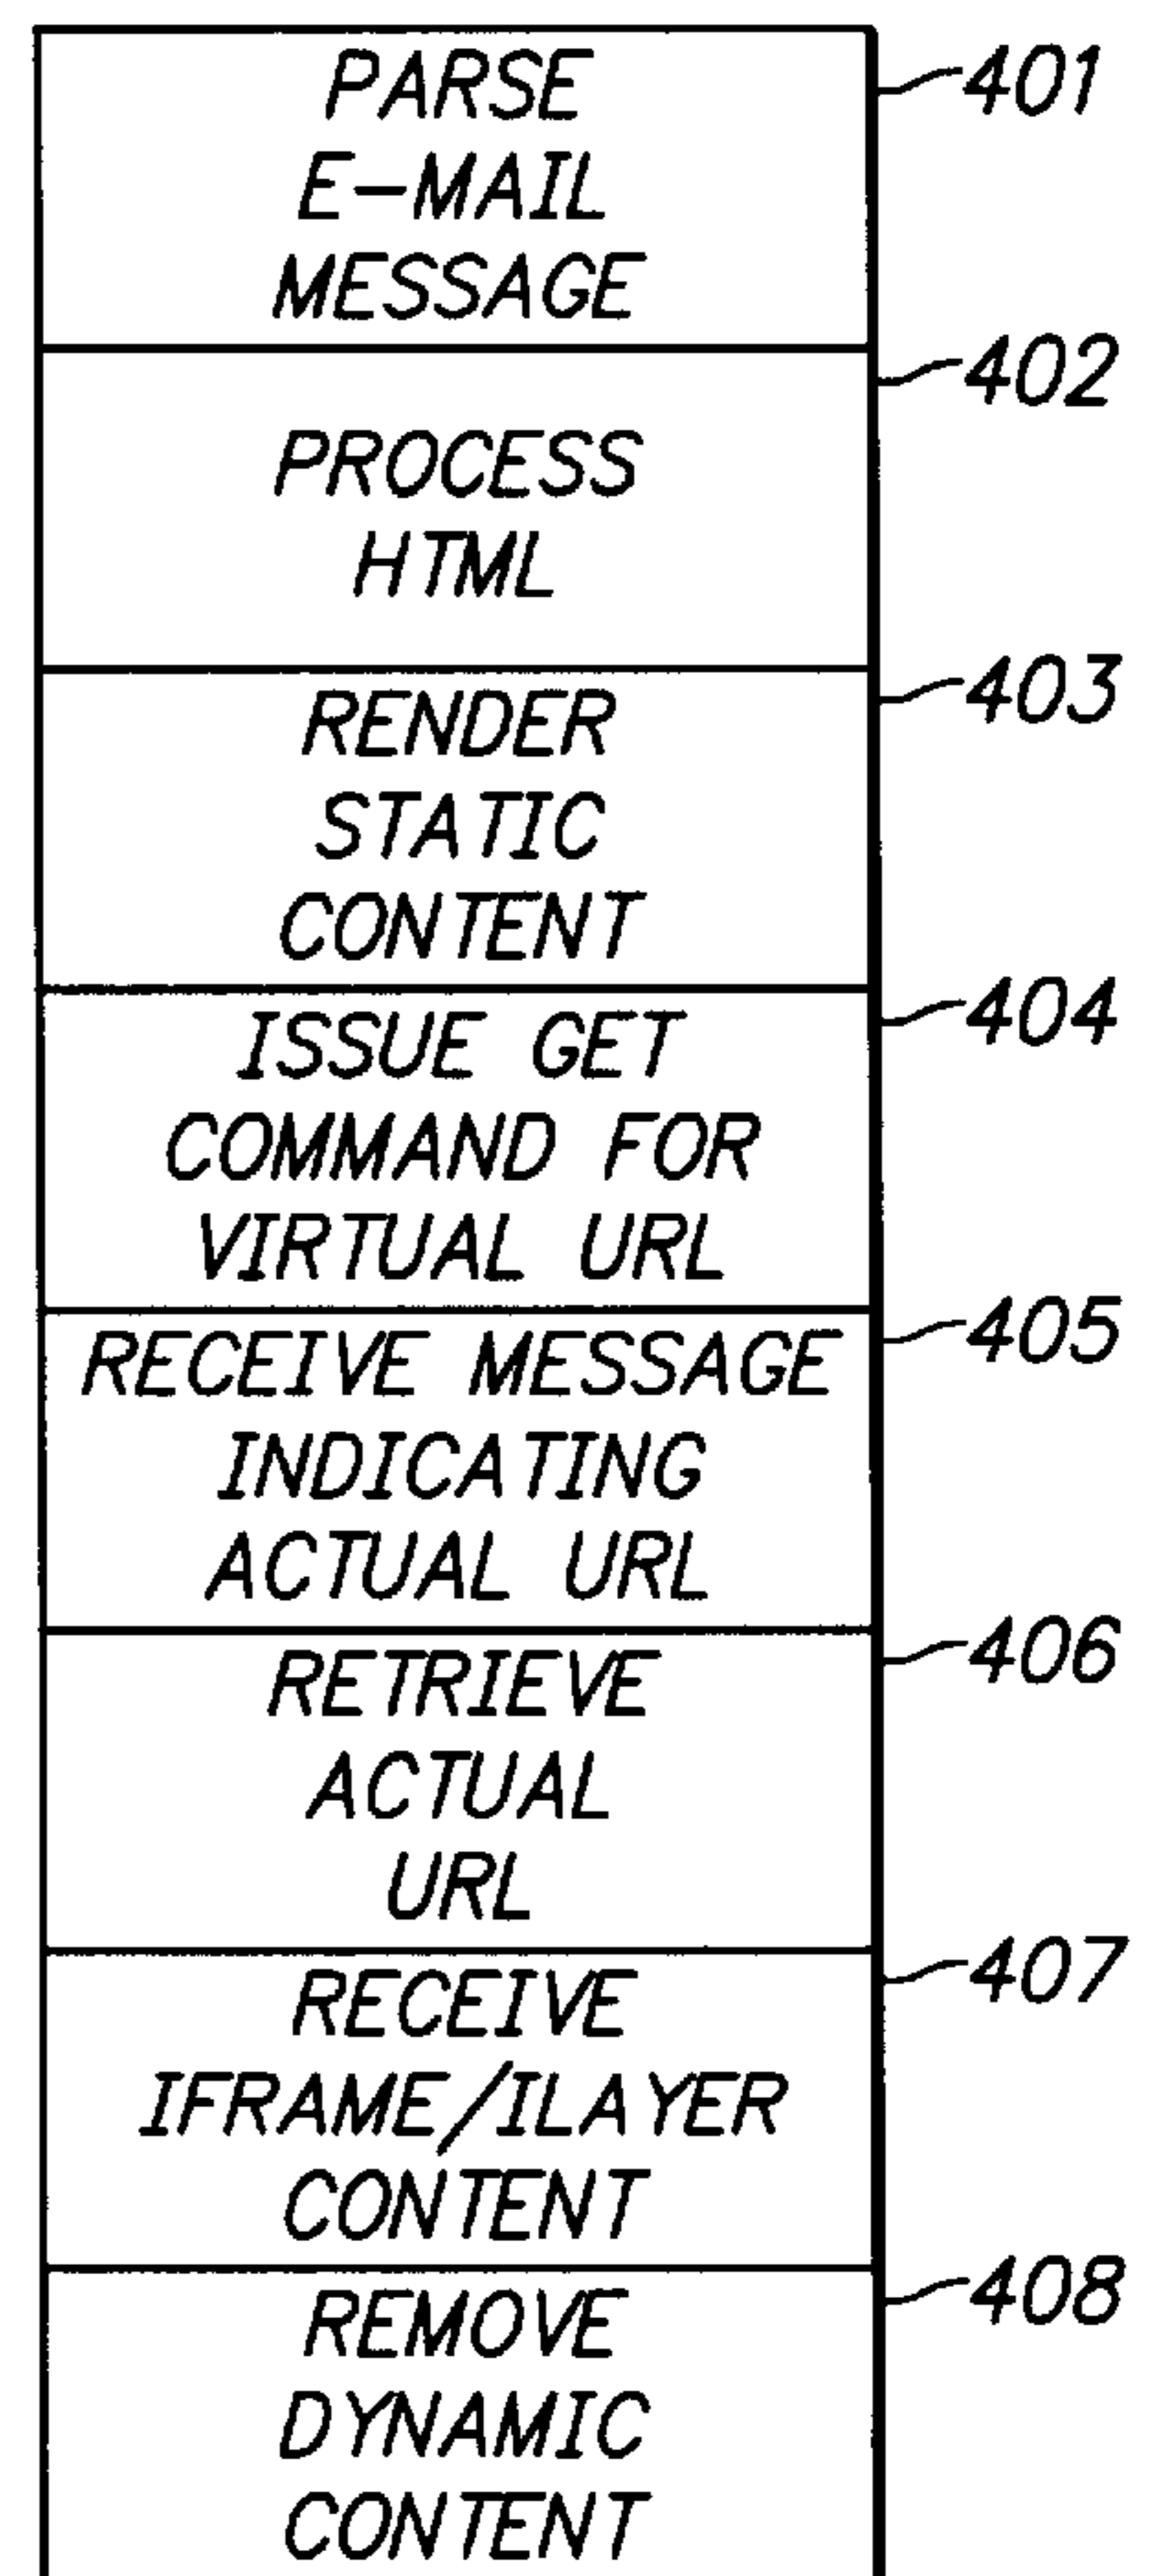 PARSE
E-MAIL
MESSAGE
401
PROCESS
HTML
402
RENDER
STATIC
CONTENT
403
ISSUE GET
COMMAND FOR
VIRTUAL URL
404
RECEIVE MESSAGE
INDICATING
ACTUAL URL
405
RETRIEVE
ACTUAL
URL
406
RECEIVE
IFRAME/ILAYER
CONTENT
407
REMOVE
DYNAMIC
CONTENT
408